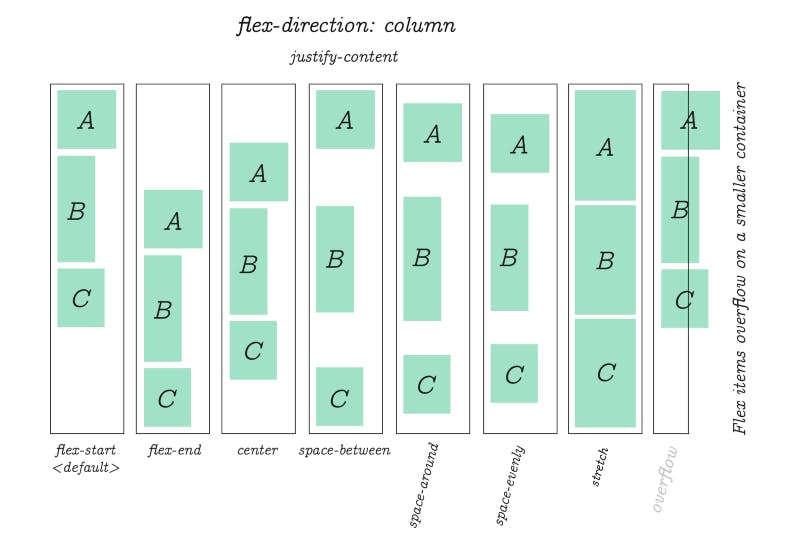 flex-direction: column
justify-content
A
B
C
A
B
C
A
B
C
A
B
C
A
B
C
A
B
C
A
B
C
A
B
C
flex-start
<default>
flex-end
center
space-between
space-around
space-evenly
stretch
overflow
Flex items overflow on a smaller container